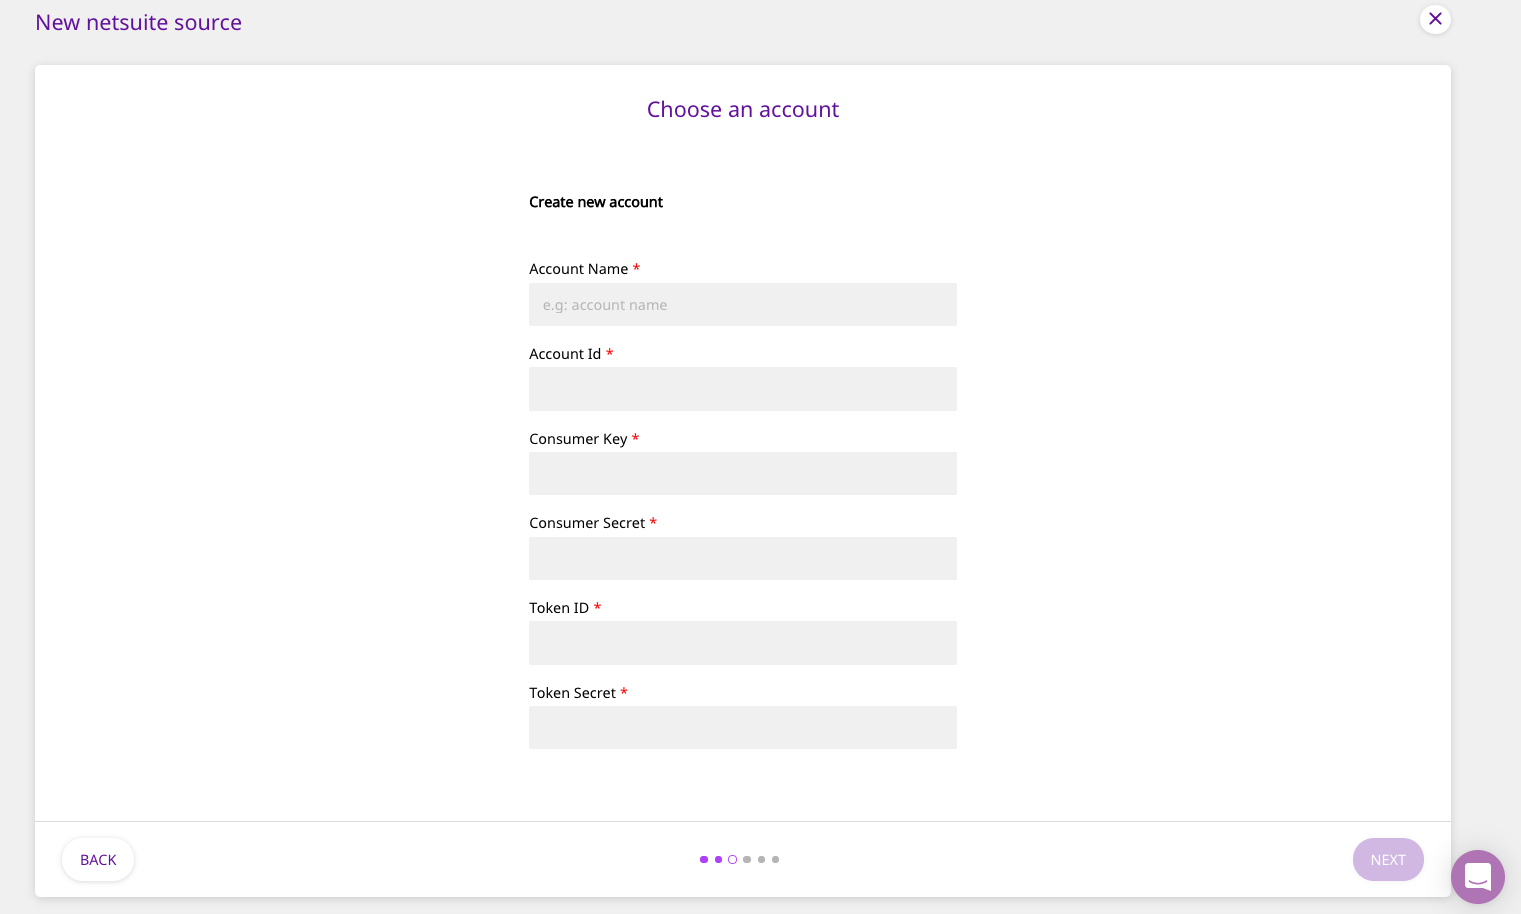 New netsuite source
Choose an account
Create new account
Account Name *
e.g: account name
Account Id *
Consumer Key *
Consumer Secret *
Token ID *
Token Secret *
BACK
NEXT